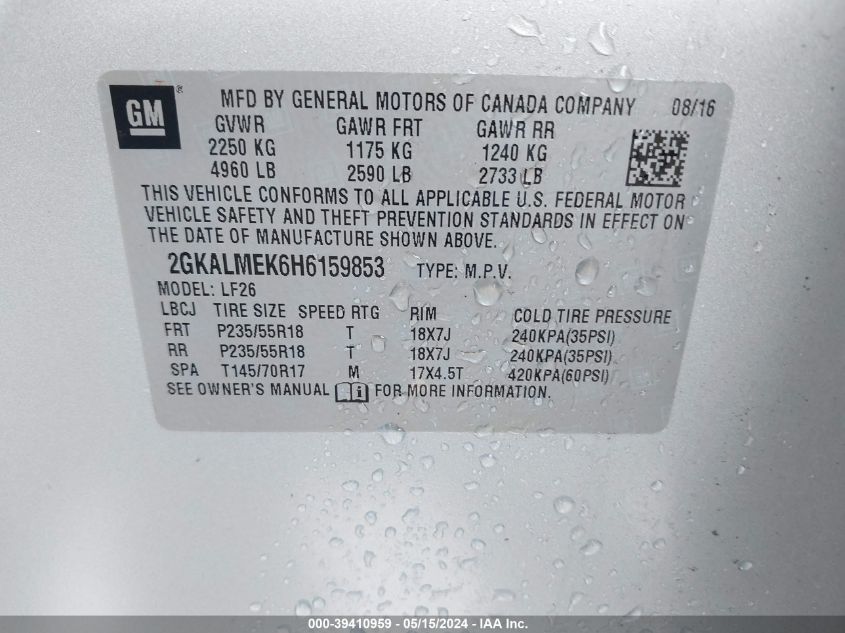 GM ® MFD BY GENERAL MOTORS OF CANADA COMPANY 08/16
GVWR GAWR FRT GAWR RR
2250 KG 1175 KG 1240 KG
4960 LB 2590 LB 2733 LB
THIS VEHICLE CONFORMS TO ALL APPLICABLE U.S. FEDERAL MOTOR
VEHICLE SAFETY AND THEFT PREVENTION STANDARDS IN EFFECT ON
THE DATE OF MANUFACTURE SHOWN ABOVE.
2GKALMEK6H6159853 TYPE: M.P.V.
MODEL: LF26
LBCJ TIRE SIZE SPEED RTG RIM COLD TIRE PRESSURE
FRT P235/55R18 T 18X7J 240KPA(35PSI)
RR P235/55R18 T 18X7J 240KPA(35PSI)
SPA T145/70R17 M 17X4.5T 420KPA(60PSI)
SEE OWNER'S MANUAL i FOR MORE INFORMATION.
000-39410959 - 05/15/2024 - IAA Inc.